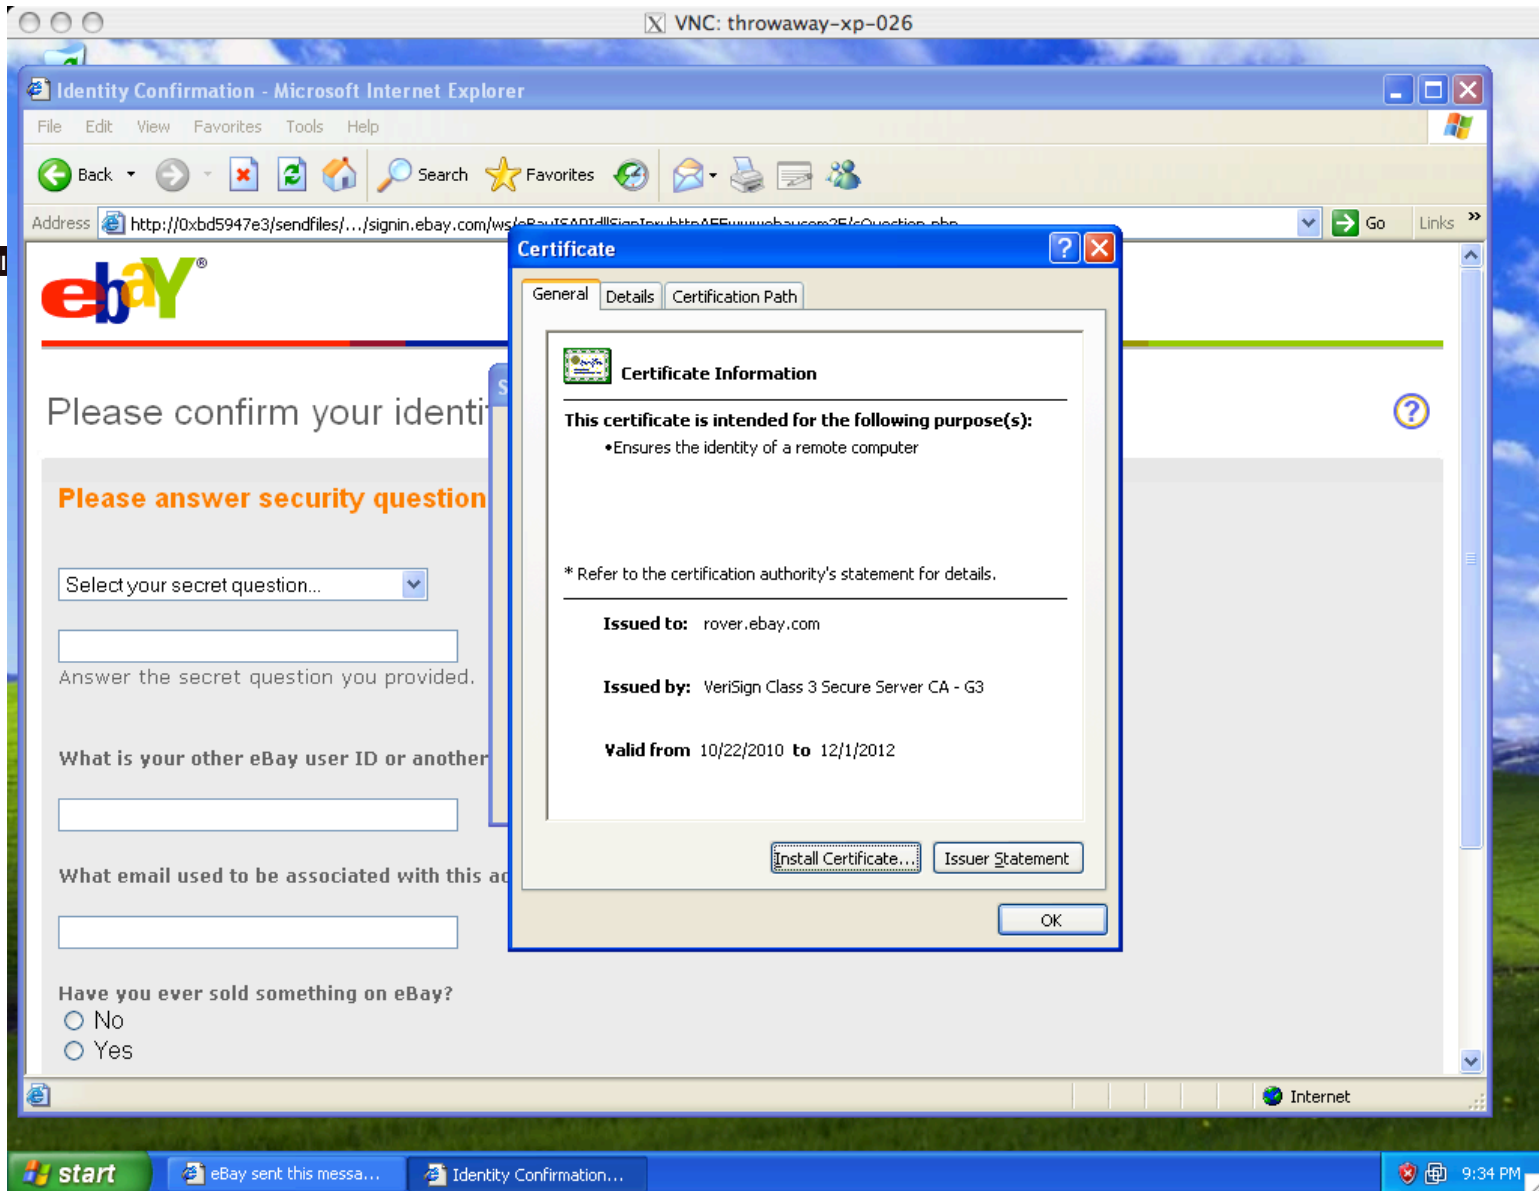 VNC: throwaway-xp-026
Identity Confirmation - Microsoft Internet Explorer
File Edit View Favorites Tools Help
Back Search Favorites
Address http://0xbd5947e3/sendfiles/.../signin.ebay.com/ws/eBayISAPIdllSignIpruhttpAFFwwwebaycom2F/sQuestion.php Go Links »
ebaY®
Certificate
General Details Certification Path
Certificate Information
This certificate is intended for the following purpose(s):
•Ensures the identity of a remote computer
* Refer to the certification authority's statement for details.
Issued to: rover.ebay.com
Issued by: VeriSign Class 3 Secure Server CA - G3
Valid from 10/22/2010 to 12/1/2012
Install Certificate... Issuer Statement
OK
S
Please confirm your identi
Please answer security question
Select your secret question...
Answer the secret question you provided.
What is your other eBay user ID or another
What email used to be associated with this ac
Have you ever sold something on eBay?
No
Yes
Internet
start eBay sent this messa... Identity Confirmation... 9:34 PM